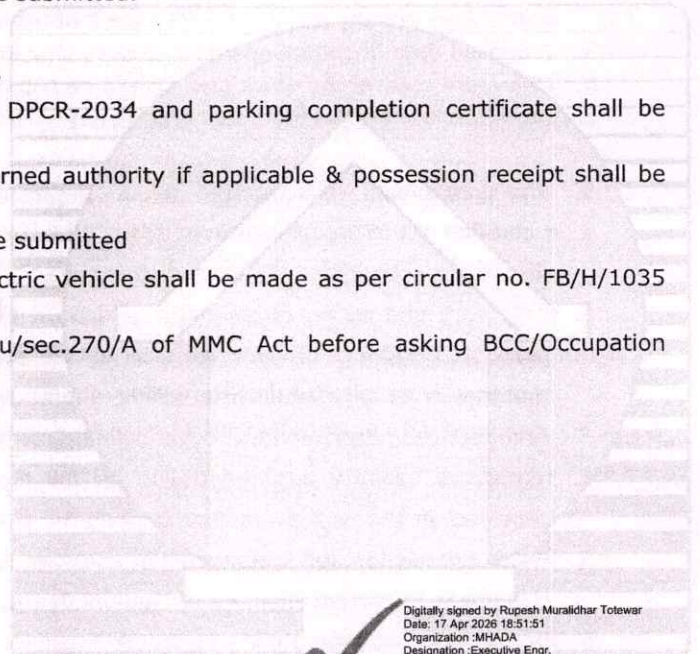 submitted.
DPCR-2034 and parking completion certificate shall be
rned authority if applicable & possession receipt shall be
e submitted
ctric vehicle shall be made as per circular no. FB/H/1035
u/sec.270/A of MMC Act before asking BCC/Occupation
Digitally signed by Rupesh Muralidhar Totewar
Date: 17 Apr 2026 18:51:51
Organization :MHADA
Designation :Executive Engr.